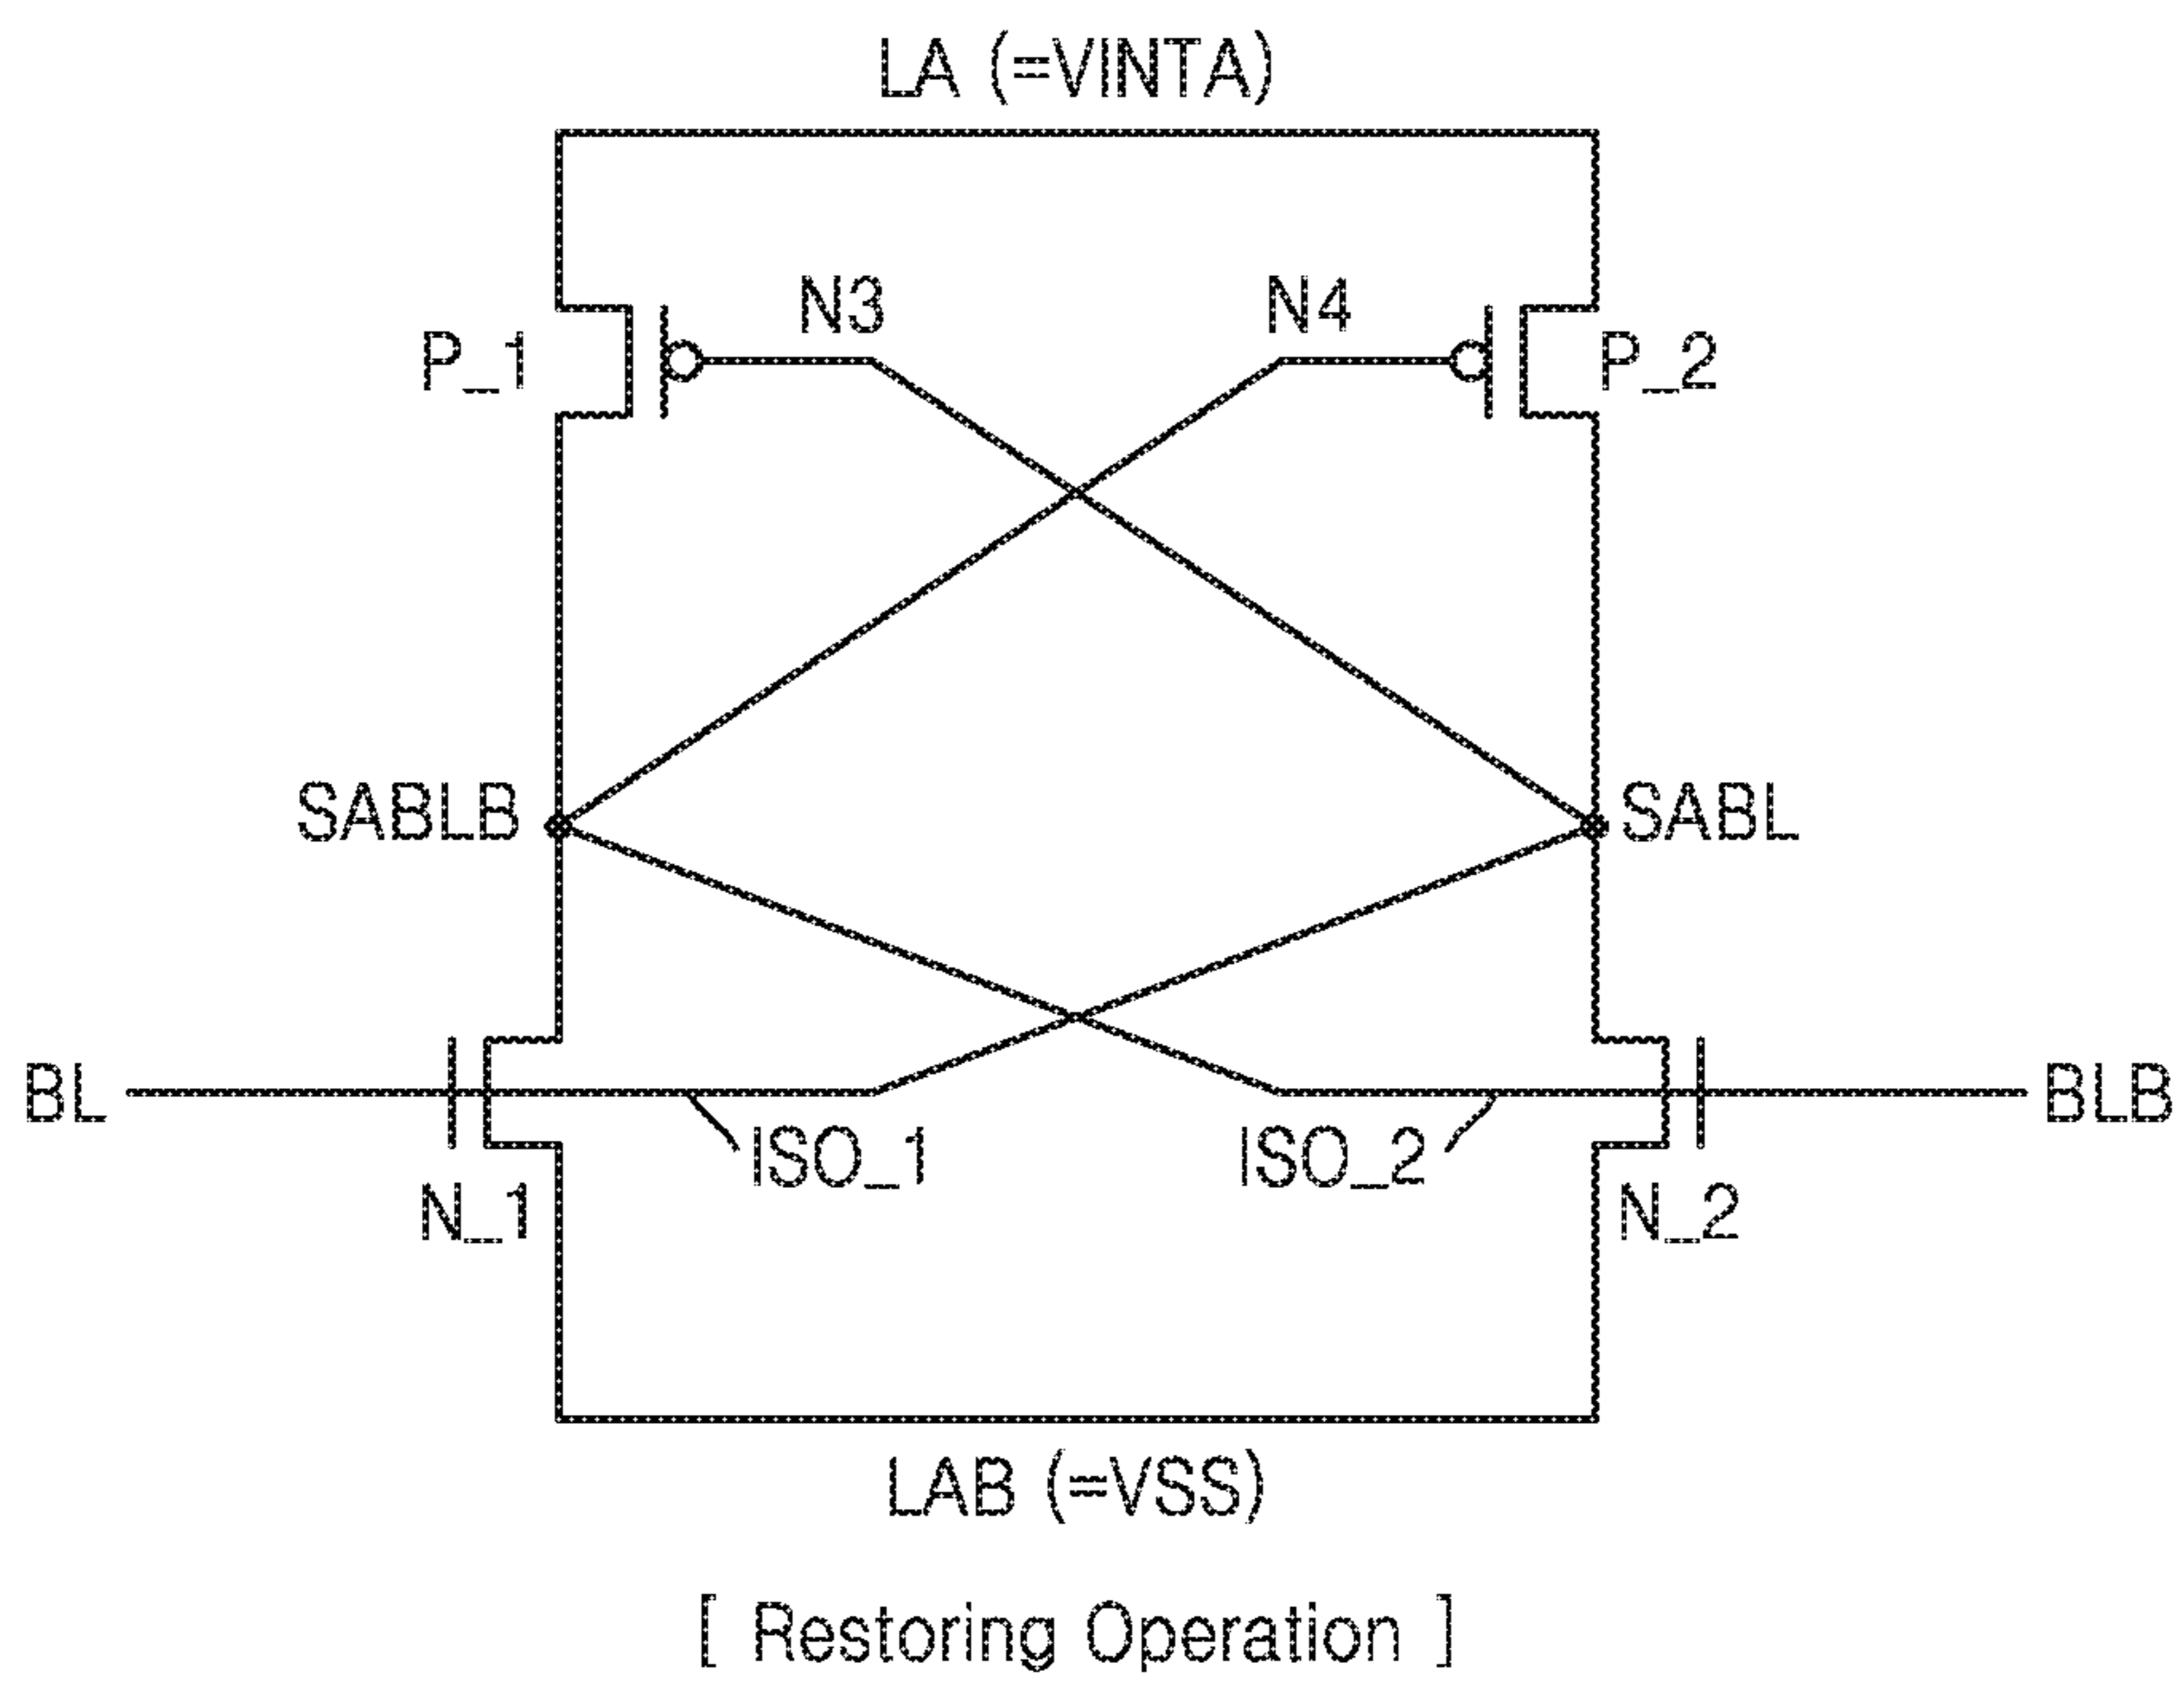 LA (=VINTA)
N3
N4
P_1
P_2
SABLB
SABL
BL
BLB
ISO_1
ISO_2
N_1
N_2
LAB (=VSS)
[ Restoring Operation ]